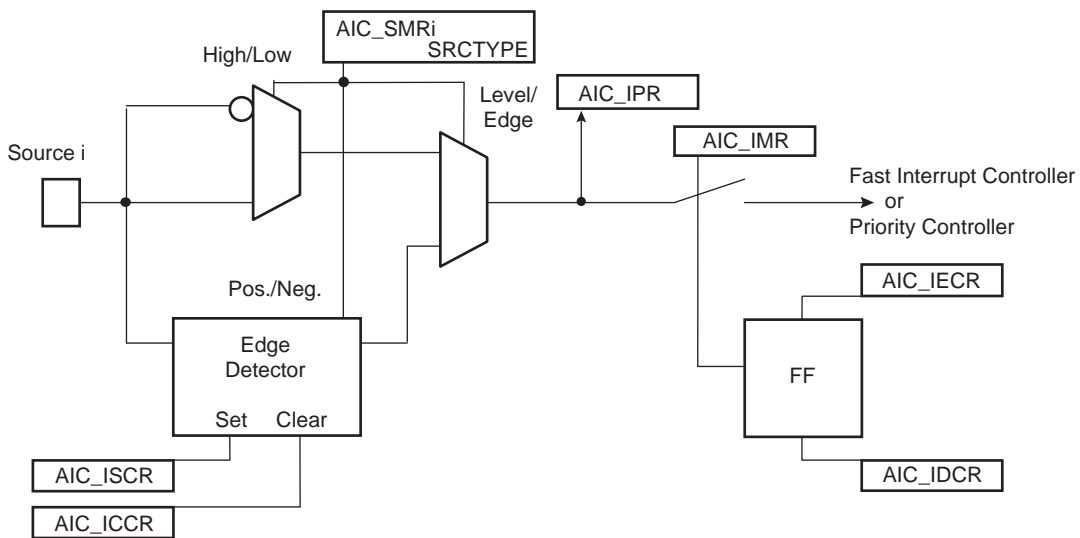 AIC_SMRi
SRCTYPE
High/Low
Level/
Edge
AIC_IPR
AIC_IMR
Source i
Fast Interrupt Controller
or
Priority Controller
Pos./Neg.
AIC_IECR
Edge
Detector
FF
Set Clear
AIC_ISCR
AIC_IDCR
AIC_ICCR